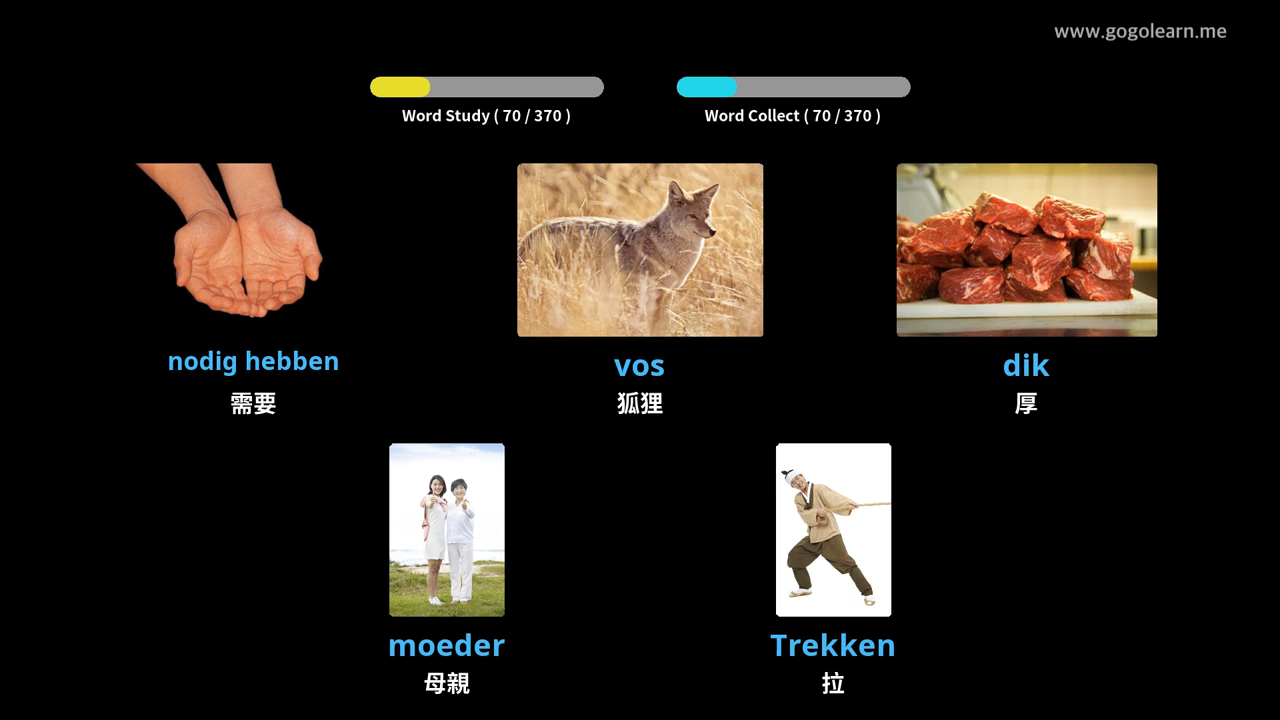 www.gogolearn.me
Word Study ( 70 / 370 )
Word Collect ( 70 / 370 )
nodig hebben
需要
vos
狐狸
dik
厚
moeder
母親
Trekken
拉